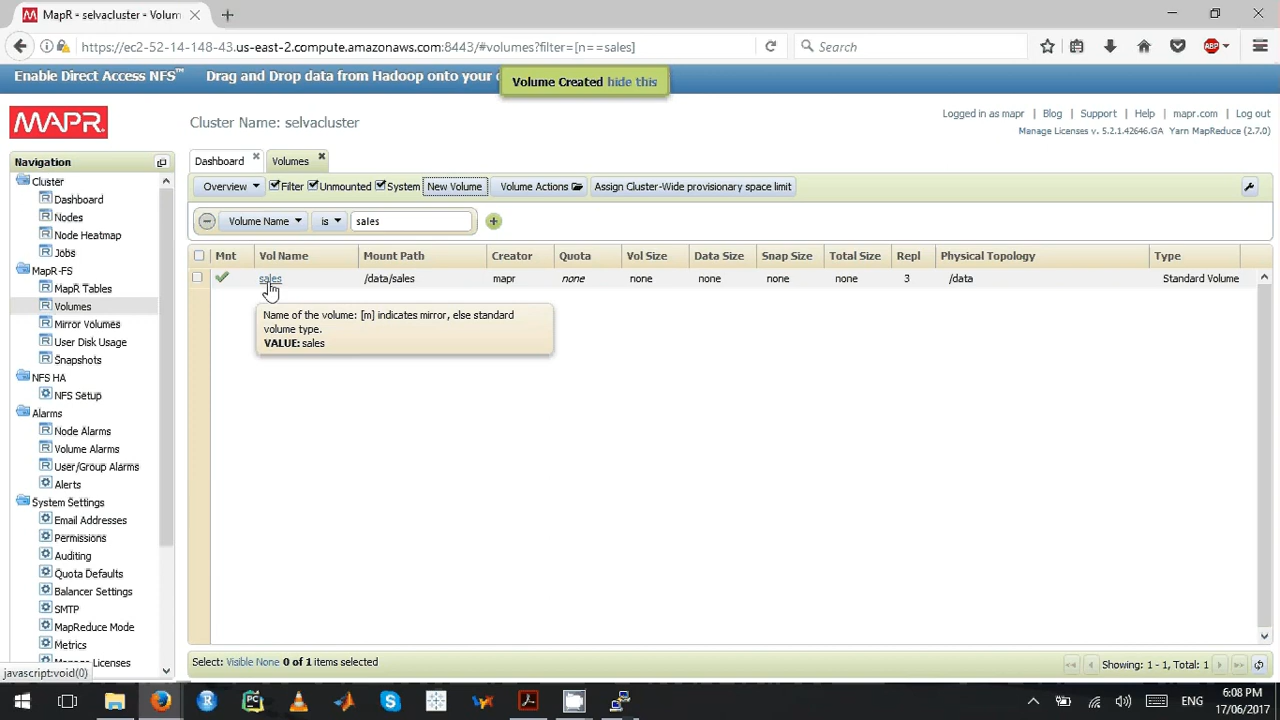 MapR - selvacluster - Volum
https://ec2-52-14-148-43.us-east-2.compute.amazonaws.com:8443/#volumes?filter=[n==sales]
Search
ABP
Enable Direct Access NFS™ Drag and Drop data from Hadoop onto your
Volume Created hide this
MAPR.
Cluster Name: selvacluster
Logged in as mapr | Blog | Support | Help | mapr.com | Log out
Manage Licenses v. 5.2.1.42646.GA Yarn MapReduce (2.7.0)
Navigation
Cluster
Dashboard
Nodes
Node Heatmap
Jobs
MapR-FS
MapR Tables
Volumes
Mirror Volumes
User Disk Usage
Snapshots
NFS HA
NFS Setup
Alarms
Node Alarms
Volume Alarms
User/Group Alarms
Alerts
System Settings
Email Addresses
Permissions
Auditing
Quota Defaults
Balancer Settings
SMTP
MapReduce Mode
Metrics
Manage Licenses
javascript:void(0)
Dashboard Volumes
Overview Filter Unmounted System New Volume Volume Actions Assign Cluster-Wide provisionary space limit
Volume Name is sales
Mnt Vol Name Mount Path Creator Quota Vol Size Data Size Snap Size Total Size Repl Physical Topology Type
sales /data/sales mapr none none none none none 3 /data Standard Volume
Name of the volume: [m] indicates mirror, else standard
volume type.
VALUE: sales
Select: Visible None 0 of 1 items selected
Showing: 1 - 1, Total: 1
ENG
6:08 PM
17/06/2017